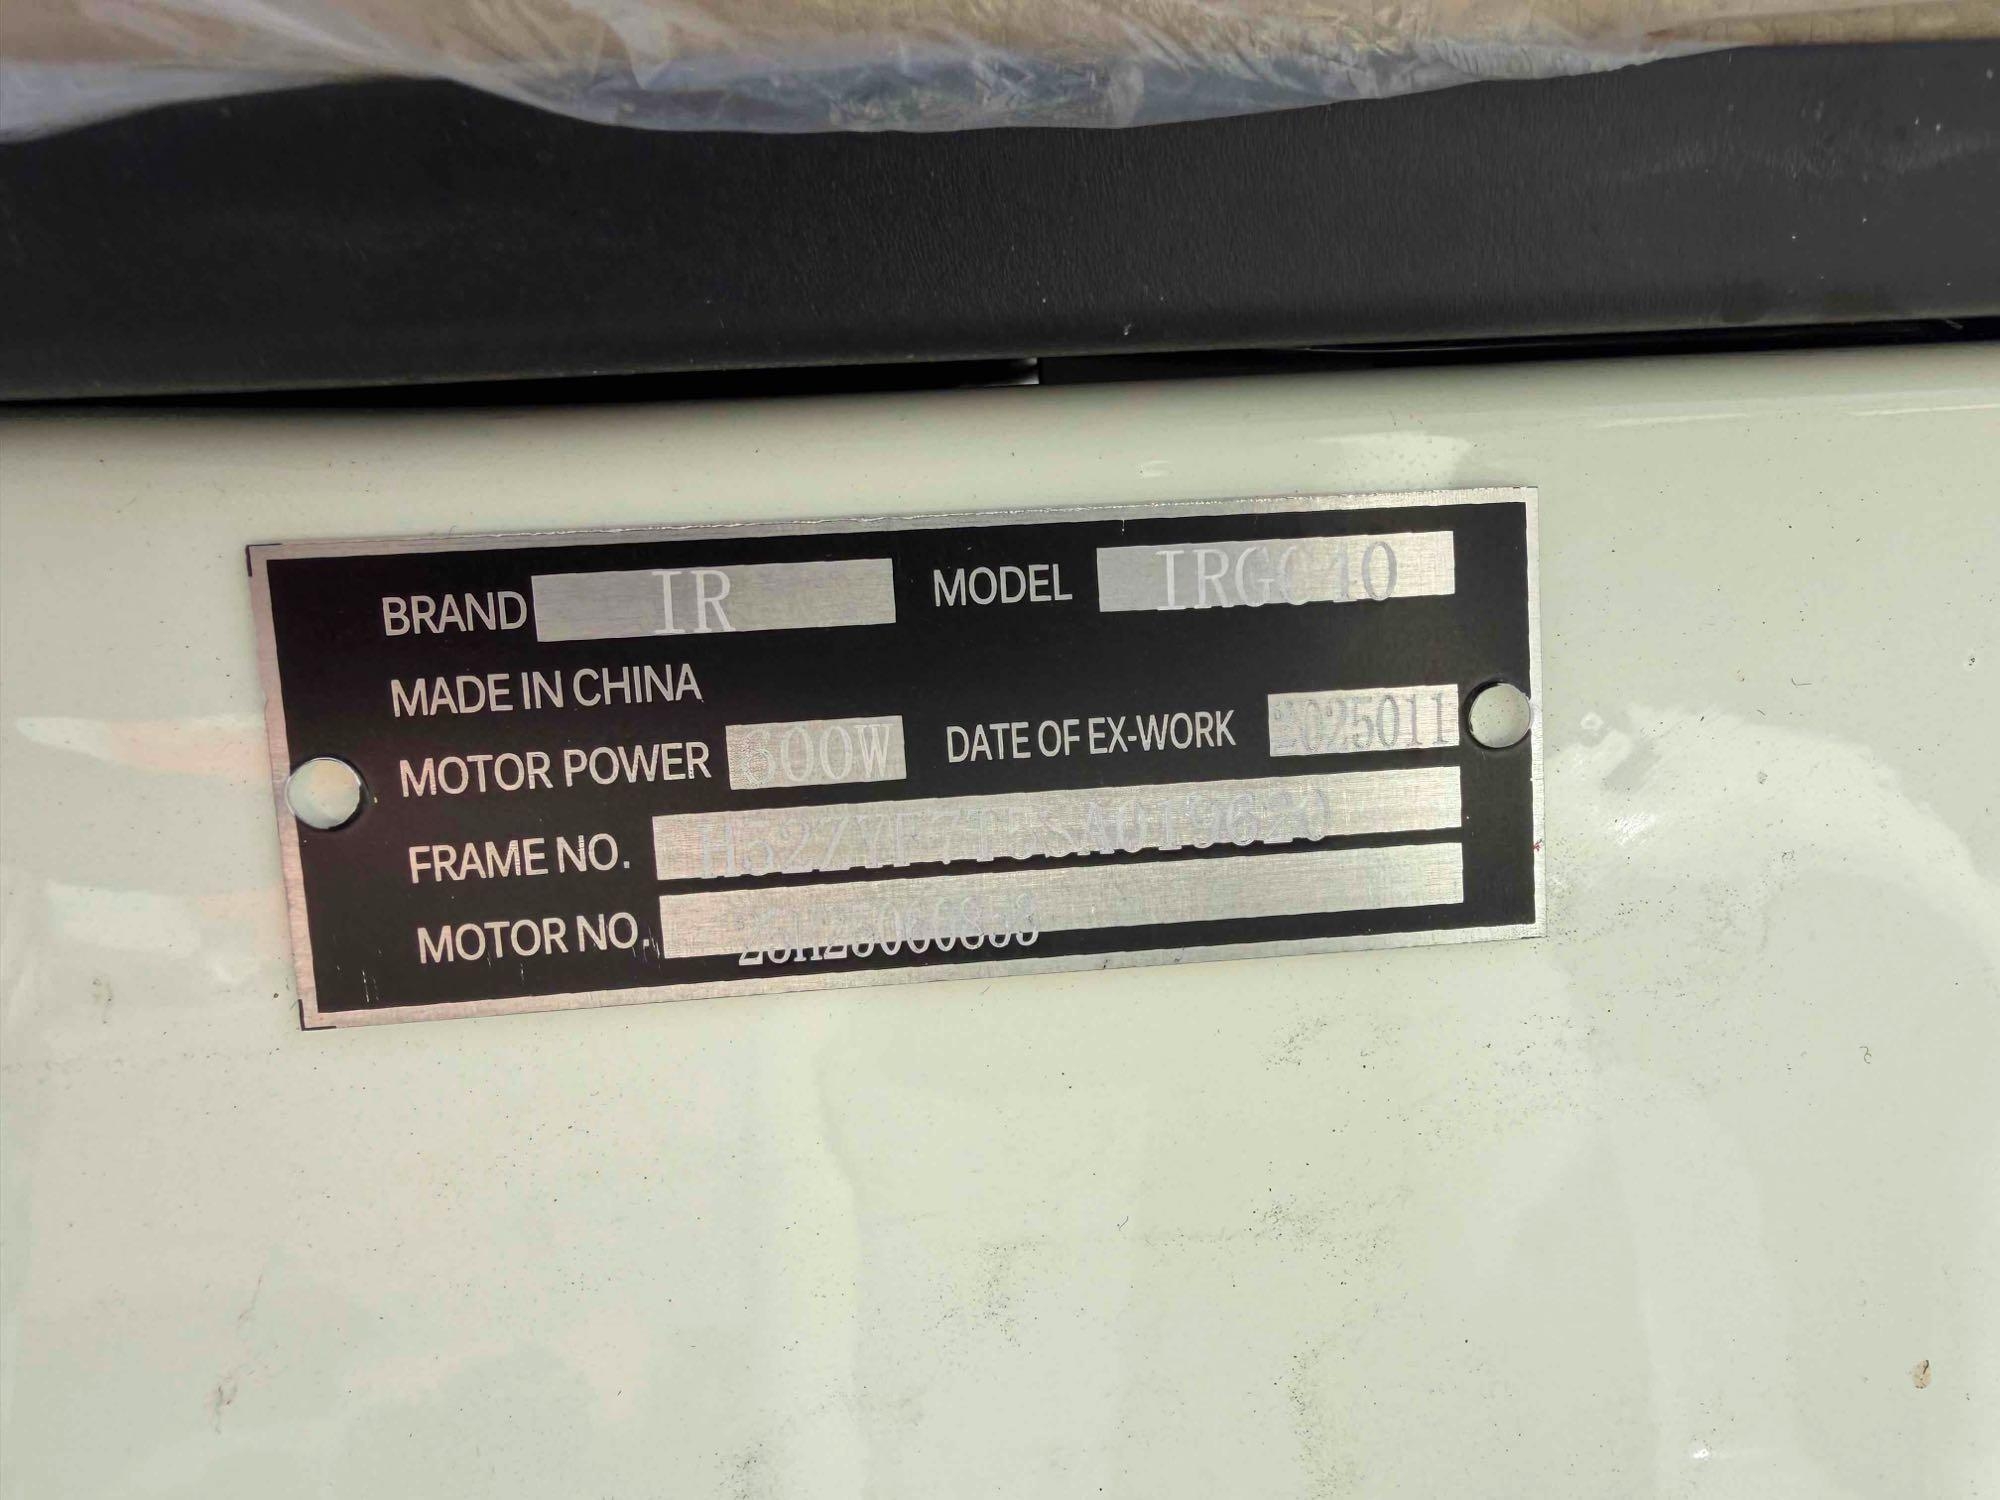 BRAND IR MODEL IRGC10
MADE IN CHINA
MOTOR POWER 600W DATE OF EX-WORK 2025011
FRAME NO.
MOTOR NO.